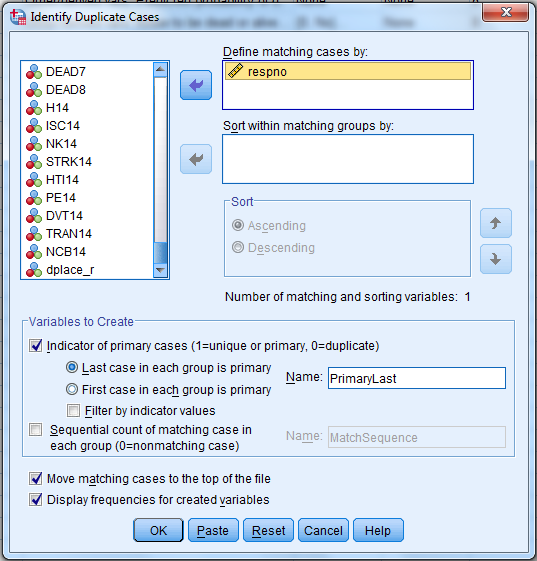 Identify Duplicate Cases
Define matching cases by:
respno
DEAD7
DEAD8
H14
ISC14
NK14
STRK14
HTI14
PE14
DVT14
TRAN14
NCB14
dplace_r
Sort within matching groups by:
Sort
Ascending
Descending
Number of matching and sorting variables: 1
Variables to Create
Indicator of primary cases (1=unique or primary, 0=duplicate)
Last case in each group is primary
First case in each group is primary
Name: PrimaryLast
Filter by indicator values
Sequential count of matching case in
each group (0=nonmatching case)
Name: MatchSequence
Move matching cases to the top of the file
Display frequencies for created variables
OK Paste Reset Cancel Help